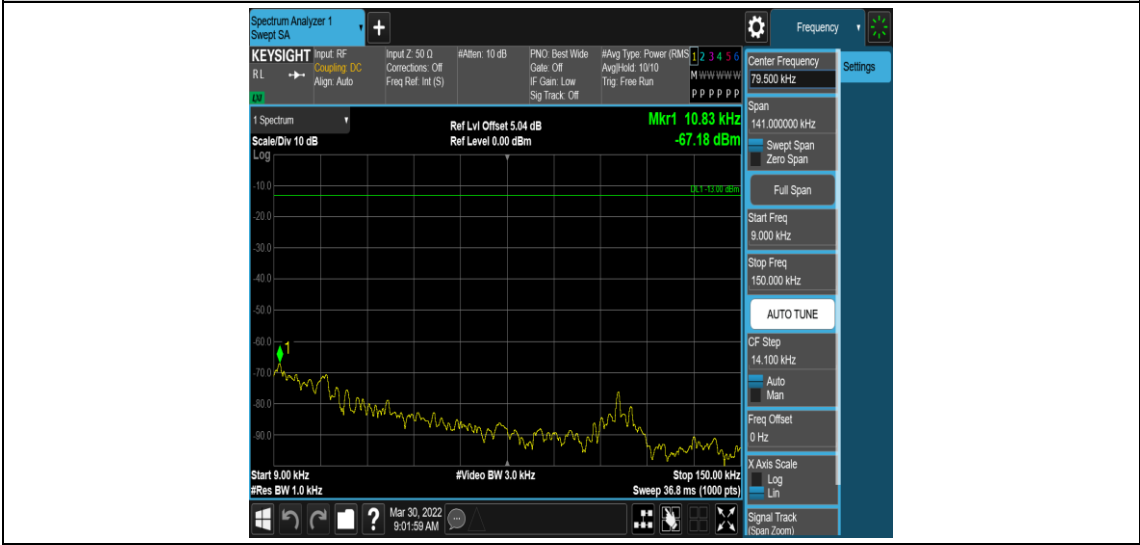 Spectrum Analyzer 1
Swept SA
+
Frequency
KEYSIGHT
RL
LM
Input: RF
Coupling: DC
Align: Auto
Input Z: 50 Ω
Corrections: Off
Freq Ref: Int (S)
#Atten: 10 dB
PNO: Best Wide
Gate: Off
IF Gain: Low
Sig Track: Off
#Avg Type: Power (RMS
Avg|Hold: 10/10
Trig: Free Run
1 2 3 4 5 6
M W W W W W
P P P P P P
1 Spectrum
Scale/Div 10 dB
Log
Ref Lvl Offset 5.04 dB
Ref Level 0.00 dBm
Mkr1 10.83 kHz
-67.18 dBm
DL1 -13.00 dBm
-10.0
-20.0
-30.0
-40.0
-50.0
-60.0
-70.0
-80.0
-90.0
1
Start 9.00 kHz
#Res BW 1.0 kHz
#Video BW 3.0 kHz
Stop 150.00 kHz
Sweep 36.8 ms (1000 pts)
?
Mar 30, 2022
9:01:59 AM
Center Frequency
79.500 kHz
Settings
Span
141.000000 kHz
Swept Span
Zero Span
Full Span
Start Freq
9.000 kHz
Stop Freq
150.000 kHz
AUTO TUNE
CF Step
14.100 kHz
Auto
Man
Freq Offset
0 Hz
X Axis Scale
Log
Lin
Signal Track
(Span Zoom)